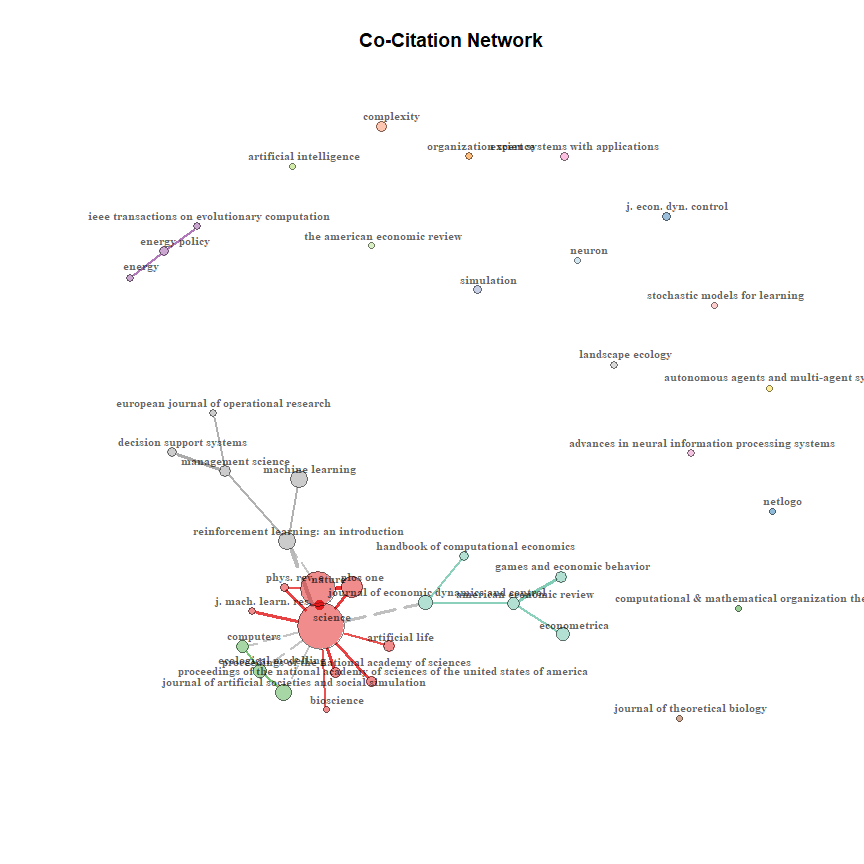 Co-Citation Network
complexity
organization science
expert systems with applications
artificial intelligence
j. econ. dyn. control
ieee transactions on evolutionary computation
energy policy
the american economic review
neuron
energy
simulation
stochastic models for learning
landscape ecology
autonomous agents and multi-agent sy
european journal of operational research
decision support systems
management science
machine learning
advances in neural information processing systems
netlogo
reinforcement learning: an introduction
handbook of computational economics
games and economic behavior
phys. rev. e
nature
plos one
journal of economic dynamics and control
american economic review
j. mach. learn. res.
computational & mathematical organization the
science
econometrica
computers
artificial life
ecological modelling
proceedings of the national academy of sciences
proceedings of the national academy of sciences of the united states of america
journal of artificial societies and social simulation
bioscience
journal of theoretical biology